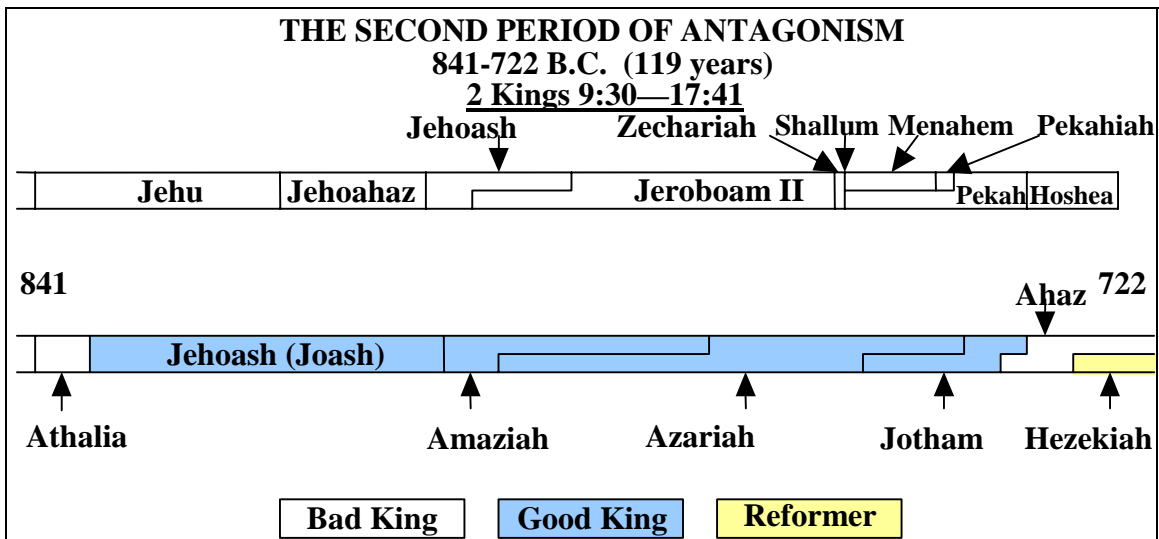 THE SECOND PERIOD OF ANTAGONISM
841-722 B.C. (119 years)
2 Kings 9:30—17:41
Jehoash Zechariah Shallum Menahem Pekahiah
Jehu Jehoahaz Jeroboam II Pekah Hoshea
841 722
Ahaz
Jehoash (Joash)
Athalia Amaziah Azariah Jotham Hezekiah
Bad King Good King Reformer